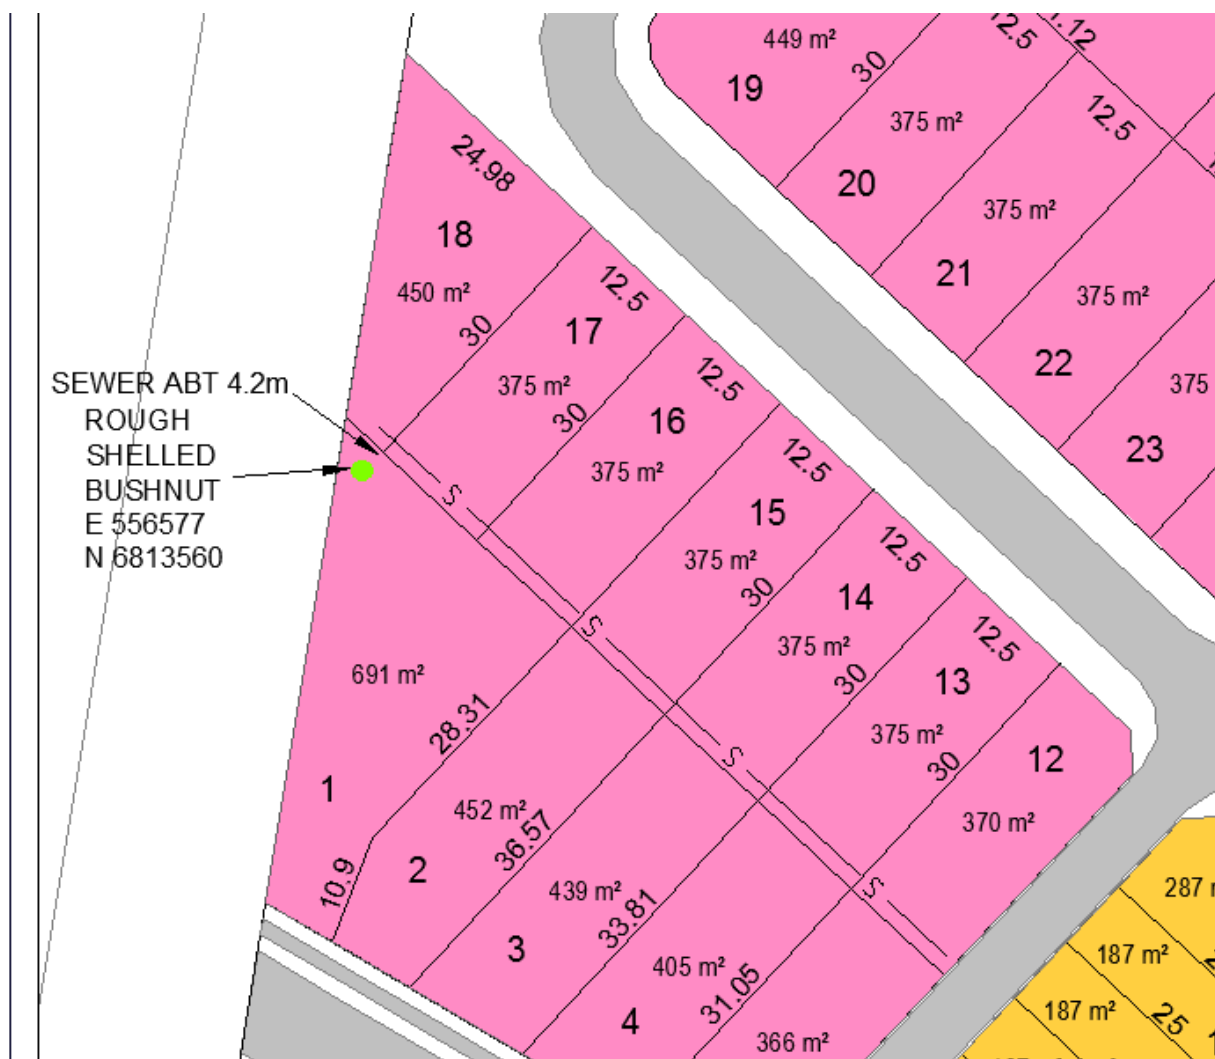 449 m²
12.5
1.12
19
30
375 m²
12.5
20
24.98
375 m²
18
21
450 m²
12.5
375 m²
30
17
22
SEWER ABT 4.2m
375 m²
12.5
375
ROUGH
30
16
23
SHELLED
375 m²
12.5
BUSHNUT
S
15
E 556577
375 m²
12.5
N 6813560
30
14
S
375 m²
12.5
691 m²
30
13
28.31
375 m²
S
12
1
30
452 m²
370 m²
36.57
2
10.9
439 m²
S
287
33.81
3
187 m²
405 m²
31.05
187 m²
25
4
366 m²